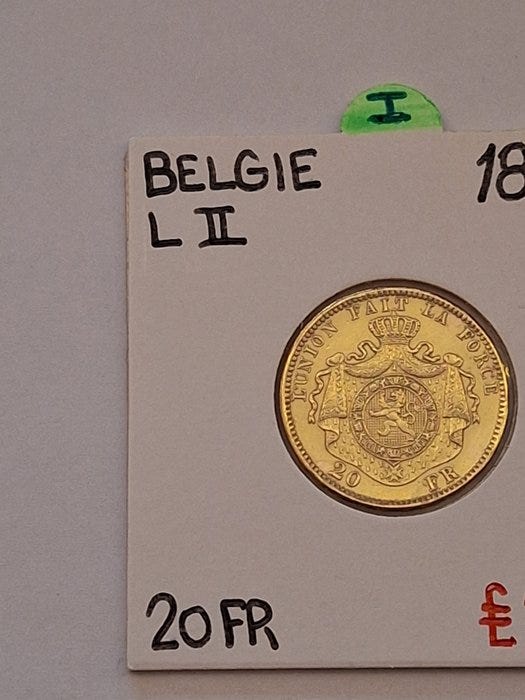 I
BELGIE 18
L II
L'UNION FAIT LA FORCE
20 FR
20 FR
£